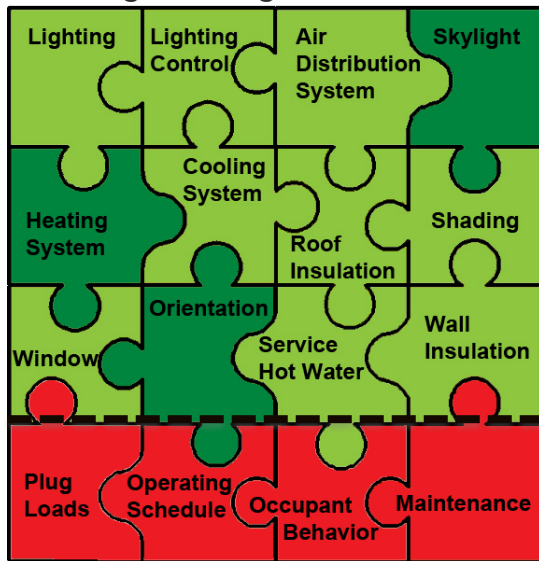 Lighting
Lighting
Control
Air
Distribution
System
Skylight
Heating
System
Cooling
System
Roof
Insulation
Shading
Window
Orientation
Service
Hot Water
Wall
Insulation
Plug
Loads
Operating
Schedule
Occupant
Behavior
Maintenance